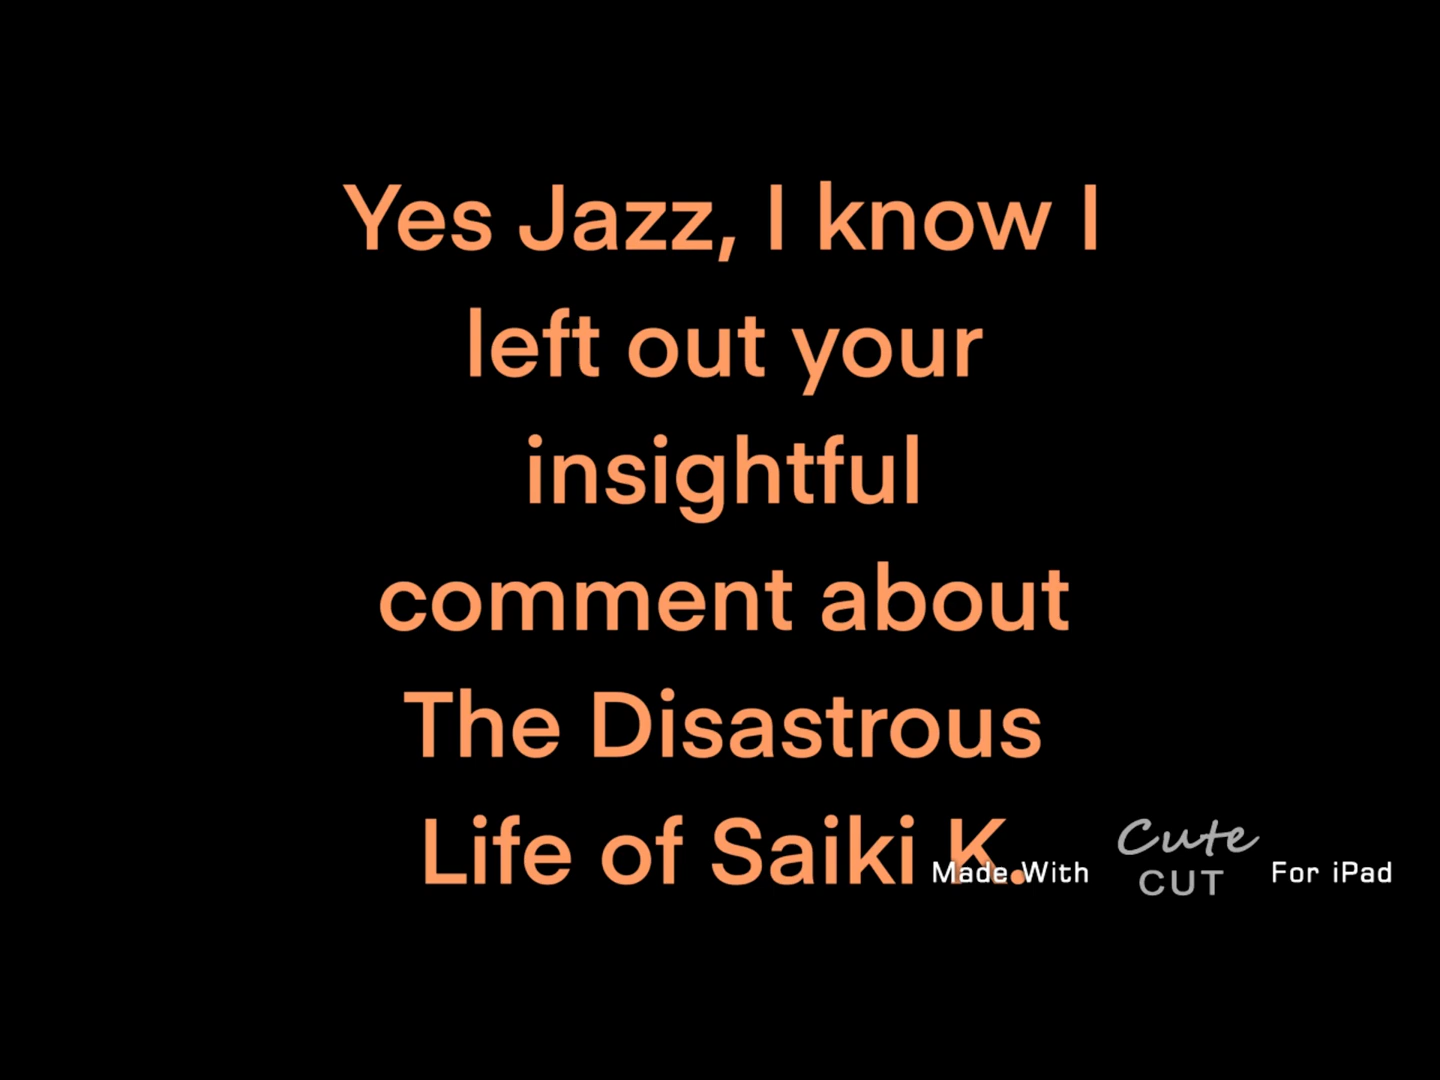 Yes Jazz, I know I
left out your
insightful
comment about
The Disastrous
Life of Saiki K.
Made With Cute CUT For iPad